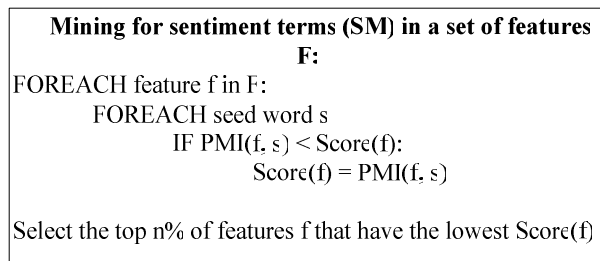 Mining for sentiment terms (SM) in a set of features
F:
FOREACH feature f in F:
FOREACH seed word s
IF PMI(f, s) < Score(f):
Score(f) = PMI(f, s)
Select the top n% of features f that have the lowest Score(f)